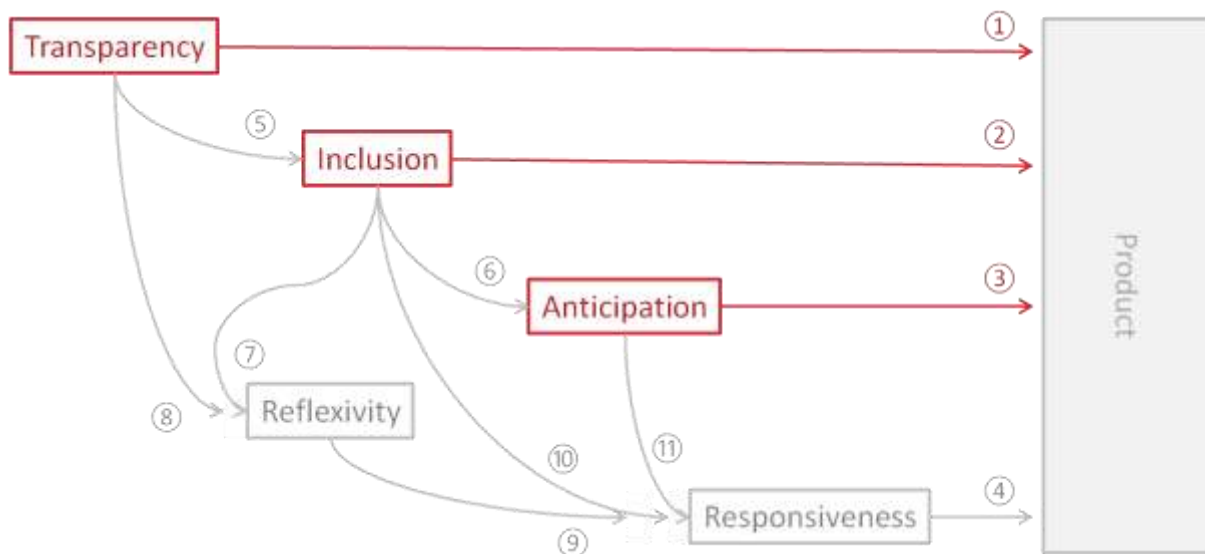 Transparency
①
⑤
Inclusion
②
⑥
Anticipation
③
Product
⑦
⑧
Reflexivity
⑩
⑪
④
Responsiveness
⑨